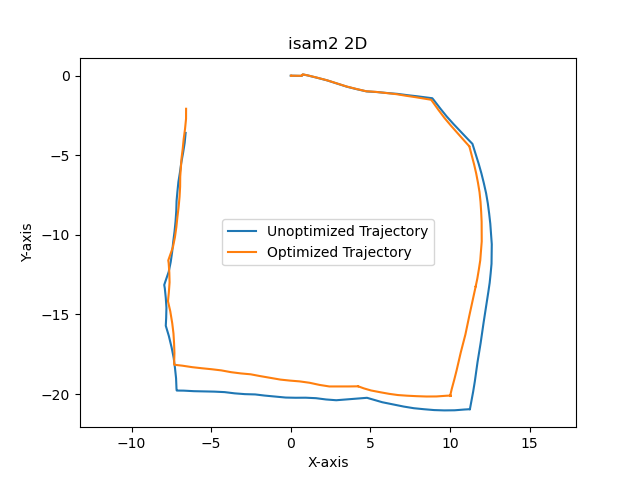 isam2 2D
0
−5
−10
−15
−20
Y-axis
Unoptimized Trajectory
Optimized Trajectory
−10
−5
0
5
10
15
X-axis